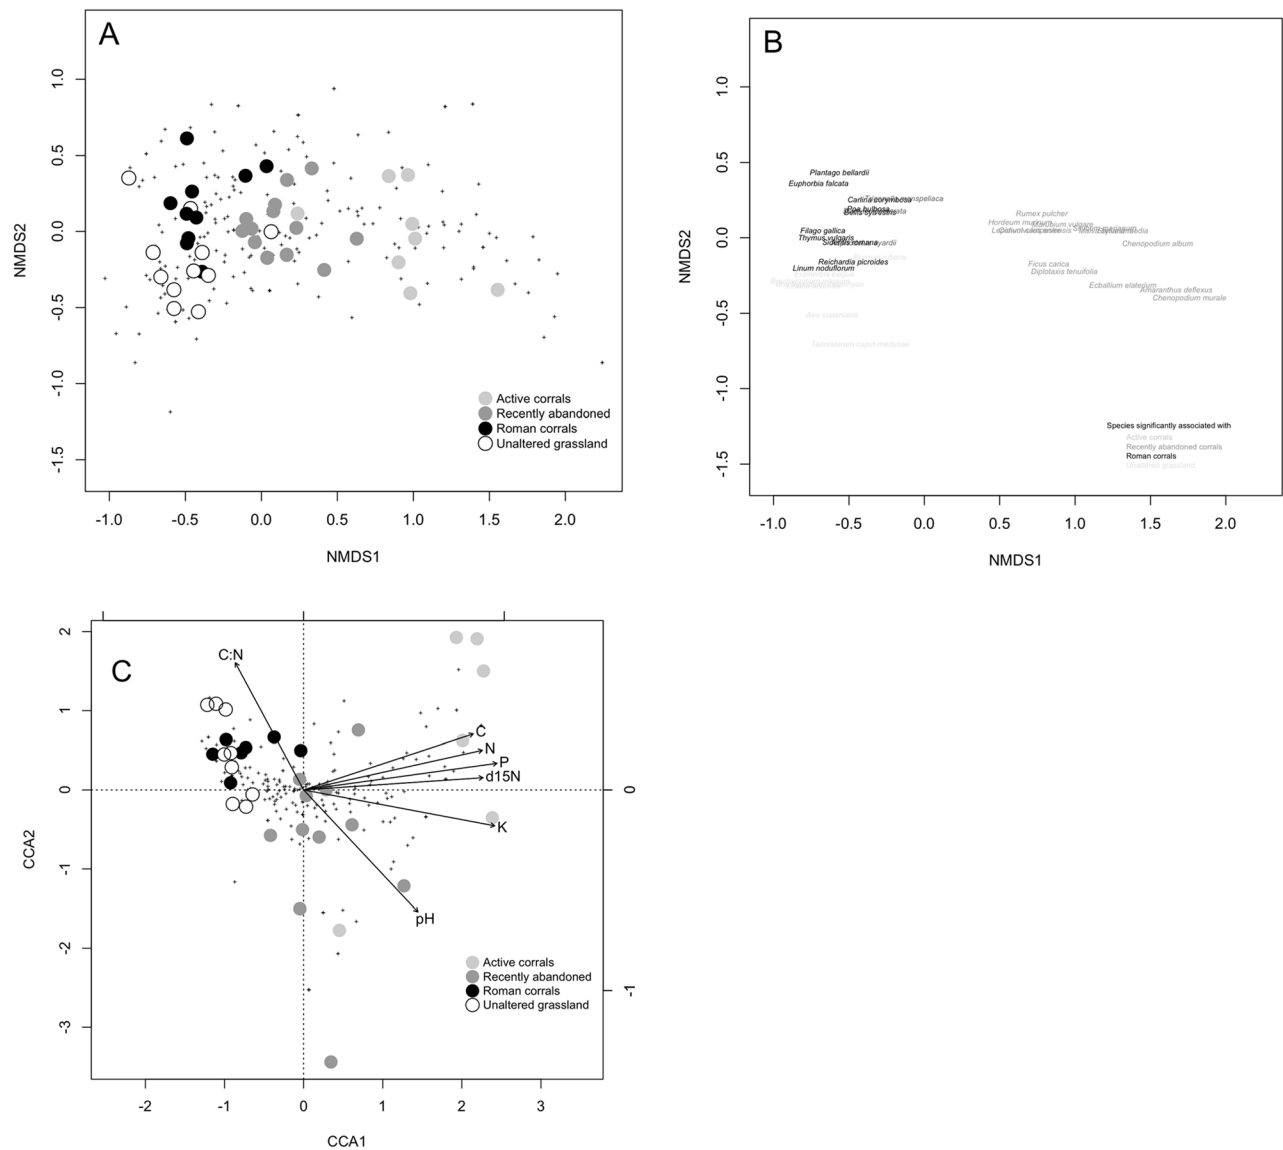 A
NMDS2
1.0
0.5
0.0
-0.5
-1.0
-1.5
Active corrals
Recently abandoned
Roman corrals
Unaltered grassland
-1.0 -0.5 0.0 0.5 1.0 1.5 2.0
NMDS1
B
NMDS2
1.0
0.5
0.0
-0.5
-1.0
-1.5
Plantago bellardii
Euphorbia falcata
Carlina corymbosa
Poa bulbosa
Bellis sylvestris
Filago gallica
Thymus vulgaris
Sideritis romana
Reichardia picroides
Linum nodiflorum
Rumex pulcher
Hordeum murinum
Marrubium vulgare
Chenopodium album
Ficus carica
Diplotaxis tenuifolia
Ecballium elaterium
Amaranthus deflexus
Chenopodium murale
Species significantly associated with
Active corrals
Recently abandoned corrals
Roman corrals
Unaltered grassland
-1.0 -0.5 0.0 0.5 1.0 1.5 2.0
NMDS1
C
CCA2
2
1
0
-1
-2
-3
C:N
C
N
P
d15N
K
pH
0
-1
Active corrals
Recently abandoned
Roman corrals
Unaltered grassland
-2 -1 0 1 2 3
CCA1